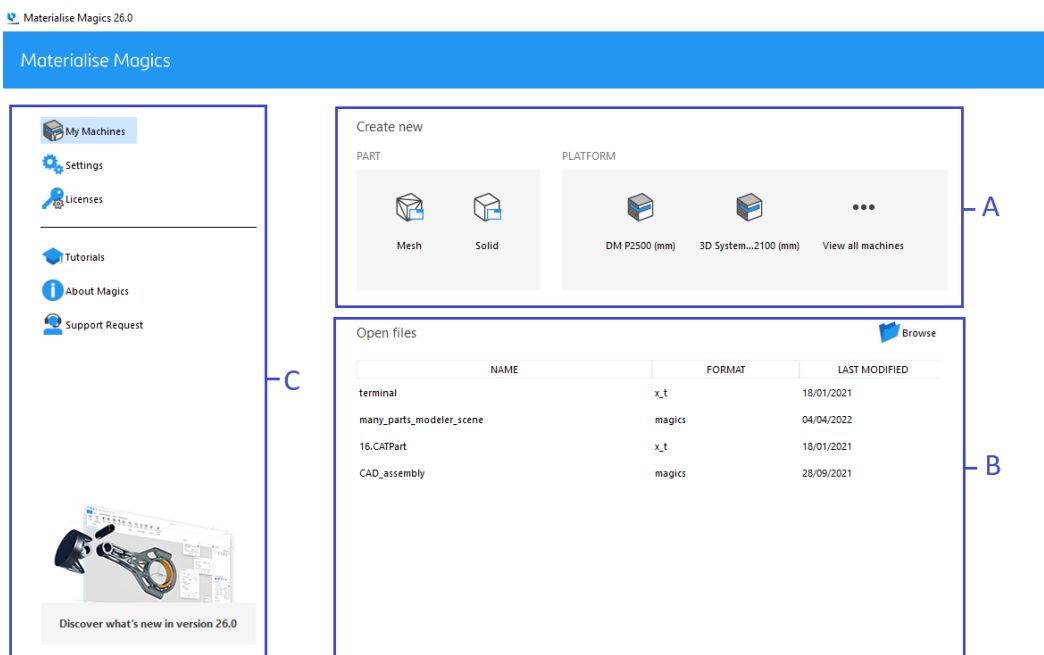 Materialise Magics 26.0
Materialise Magics
My Machines
Settings
Licenses
Tutorials
About Magics
Support Request
Discover what's new in version 26.0
C
Create new
PART PLATFORM
Mesh Solid DM P2500 (mm) 3D System...2100 (mm) View all machines
A
Open files Browse
NAME FORMAT LAST MODIFIED
terminal x_t 18/01/2021
many_parts_modeler_scene magics 04/04/2022
16.CATPart x_t 18/01/2021
CAD_assembly magics 28/09/2021
B